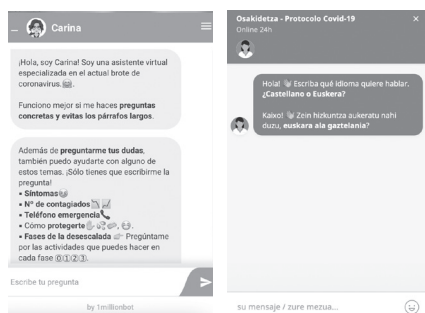 Carina
¡Hola, soy Carina! Soy una asistente virtual
especializada en el actual brote de
coronavirus.
Funciono mejor si me haces preguntas
concretas y evitas los párrafos largos.
Además de preguntarme tus dudas,
también puedo ayudarte con alguno de
estos temas. ¡Sólo tienes que escribirme la
pregunta!
▪ Síntomas
▪ Nº de contagiados
▪ Teléfono emergencia
▪ Cómo protegerte
▪ Fases de la desescalada Pregúntame
por las actividades que puedes hacer en
cada fase 0 1 2 3.
Escribe tu pregunta
by 1millionbot
Osakidetza - Protocolo Covid-19
Online 24h
Hola! Escriba qué idioma quiere hablar.
¿Castellano o Euskera?
Kaixo! Zein hizkuntza aukeratu nahi
duzu, euskara ala gaztelania?
su mensaje / zure mezua...